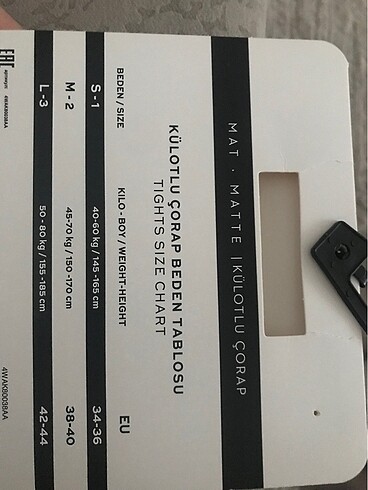 MAT · MATTE | KÜLOTLU ÇORAP
KÜLOTLU ÇORAP BEDEN TABLOSU
TIGHTS SIZE CHART
BEDEN / SIZE KILO - BOY / WEIGHT-HEIGHT EU
S - 1 40-60 kg / 145 -165 cm 34-36
M - 2 45-70 kg / 150 -170 cm 38-40
L - 3 50 - 80 kg / 155 -185 cm 42-44
EAC
4WAK80038AA
4WAK80038AA